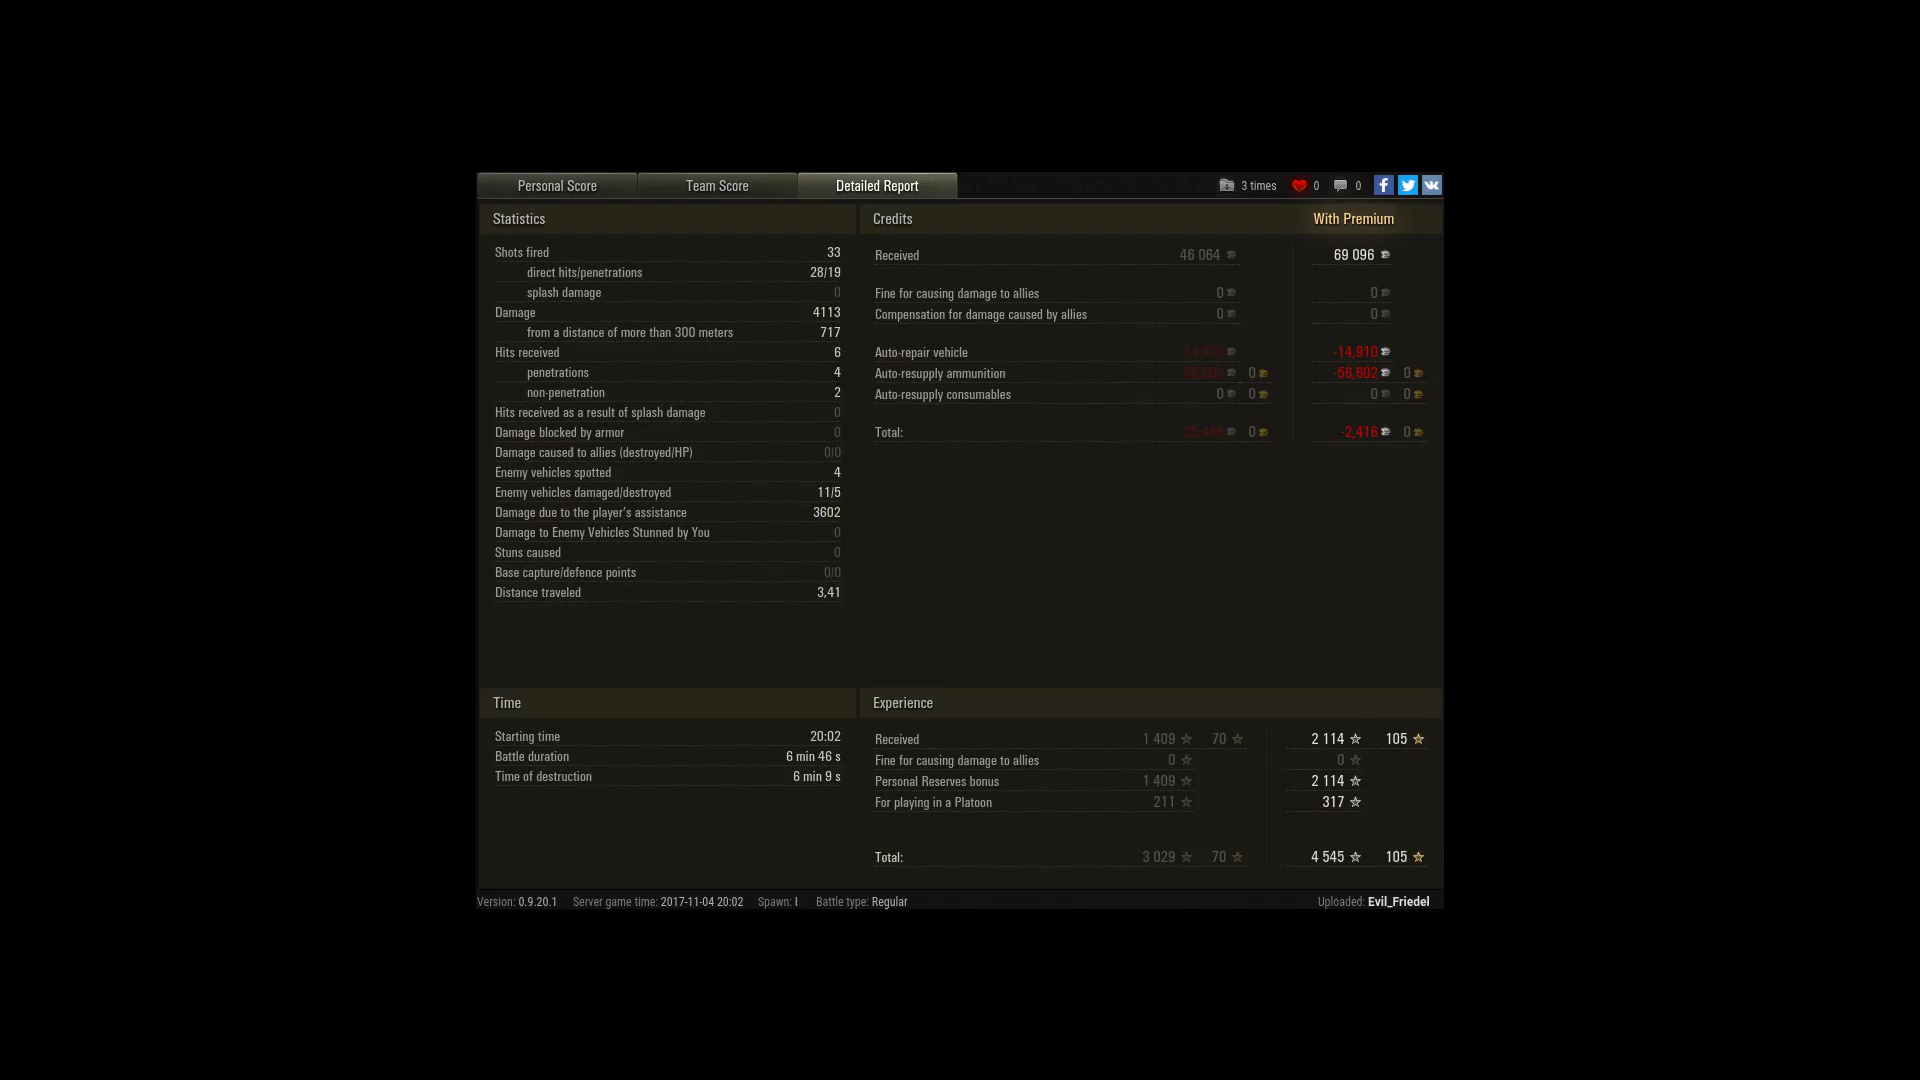 Personal Score Team Score Detailed Report 3 times 0 0
Statistics
Shots fired 33
direct hits/penetrations 28/19
splash damage 0
Damage 4113
from a distance of more than 300 meters 717
Hits received 6
penetrations 4
non-penetration 2
Hits received as a result of splash damage 0
Damage blocked by armor 0
Damage caused to allies (destroyed/HP) 0/0
Enemy vehicles spotted 4
Enemy vehicles damaged/destroyed 11/5
Damage due to the player's assistance 3602
Damage to Enemy Vehicles Stunned by You 0
Stuns caused 0
Base capture/defence points 0/0
Distance traveled 3,41
Credits With Premium
Received 46 064 69 096
Fine for causing damage to allies 0 0
Compensation for damage caused by allies 0 0
Auto-repair vehicle -14,910
Auto-resupply ammunition 0 -56,602 0
Auto-resupply consumables 0 0 0 0
Total: 0 -2,416 0
Time
Starting time 20:02
Battle duration 6 min 46 s
Time of destruction 6 min 9 s
Experience
Received 1 409 70 2 114 105
Fine for causing damage to allies 0 0
Personal Reserves bonus 1 409 2 114
For playing in a Platoon 211 317
Total: 3 029 70 4 545 105
Version: 0.9.20.1 Server game time: 2017-11-04 20:02 Spawn: I Battle type: Regular Uploaded: Evil_Friedel